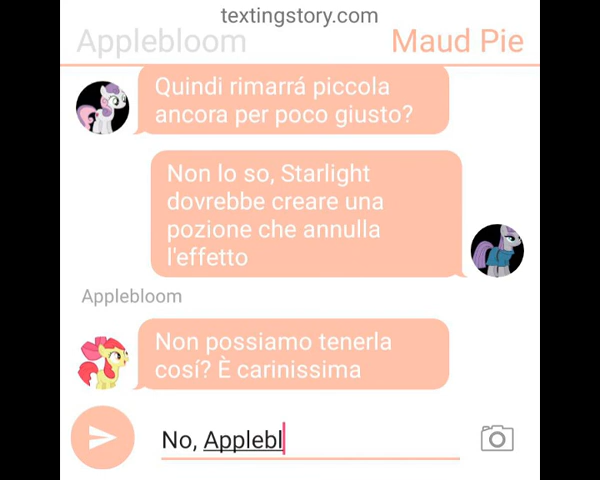 textingstory.com
Applebloom
Maud Pie
Quindi rimarrá piccola
ancora per poco giusto?
Non lo so, Starlight
dovrebbe creare una
pozione che annulla
l'effetto
Applebloom
Non possiamo tenerla
cosí? È carinissima
No, Applebl